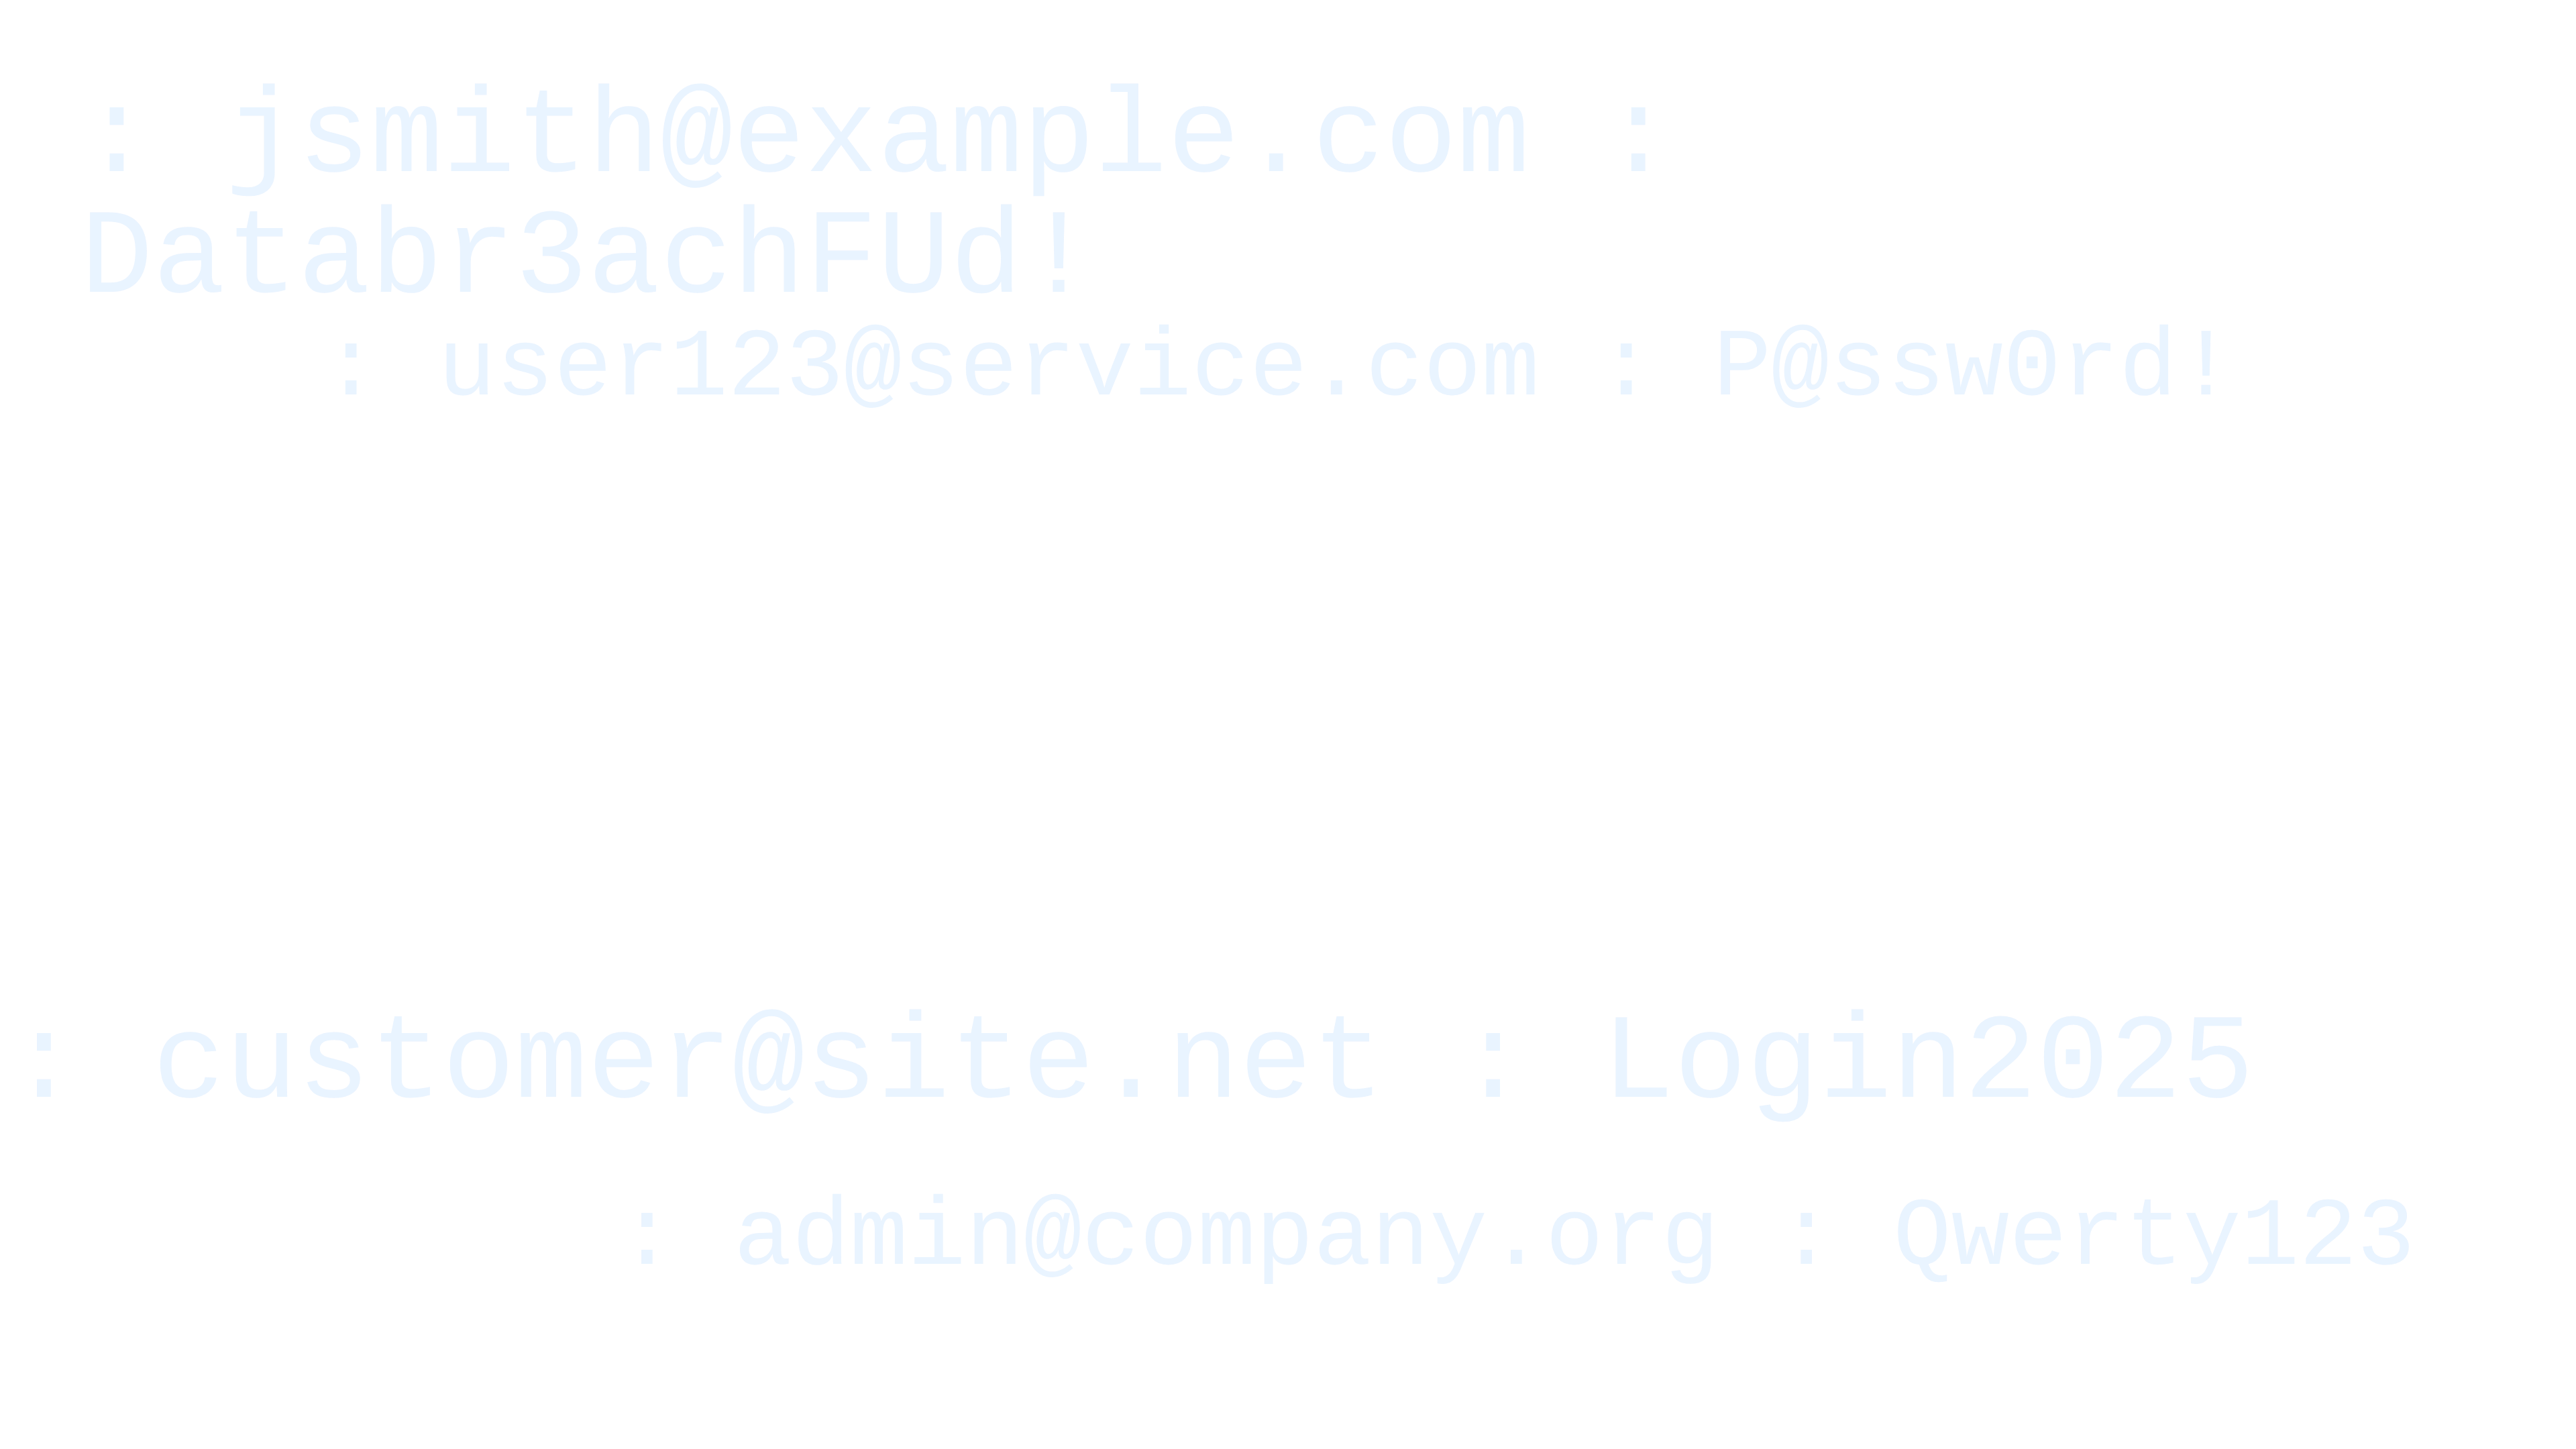 : jsmith@example.com :
Databr3achFUd!
: user123@service.com : P@ssw0rd!
: customer@site.net : Login2025
: admin@company.org : Qwerty123